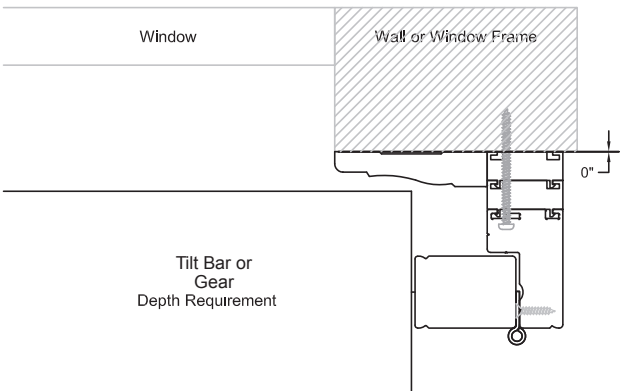 Window
Wall or Window Frame
0"
Tilt Bar or
Gear
Depth Requirement